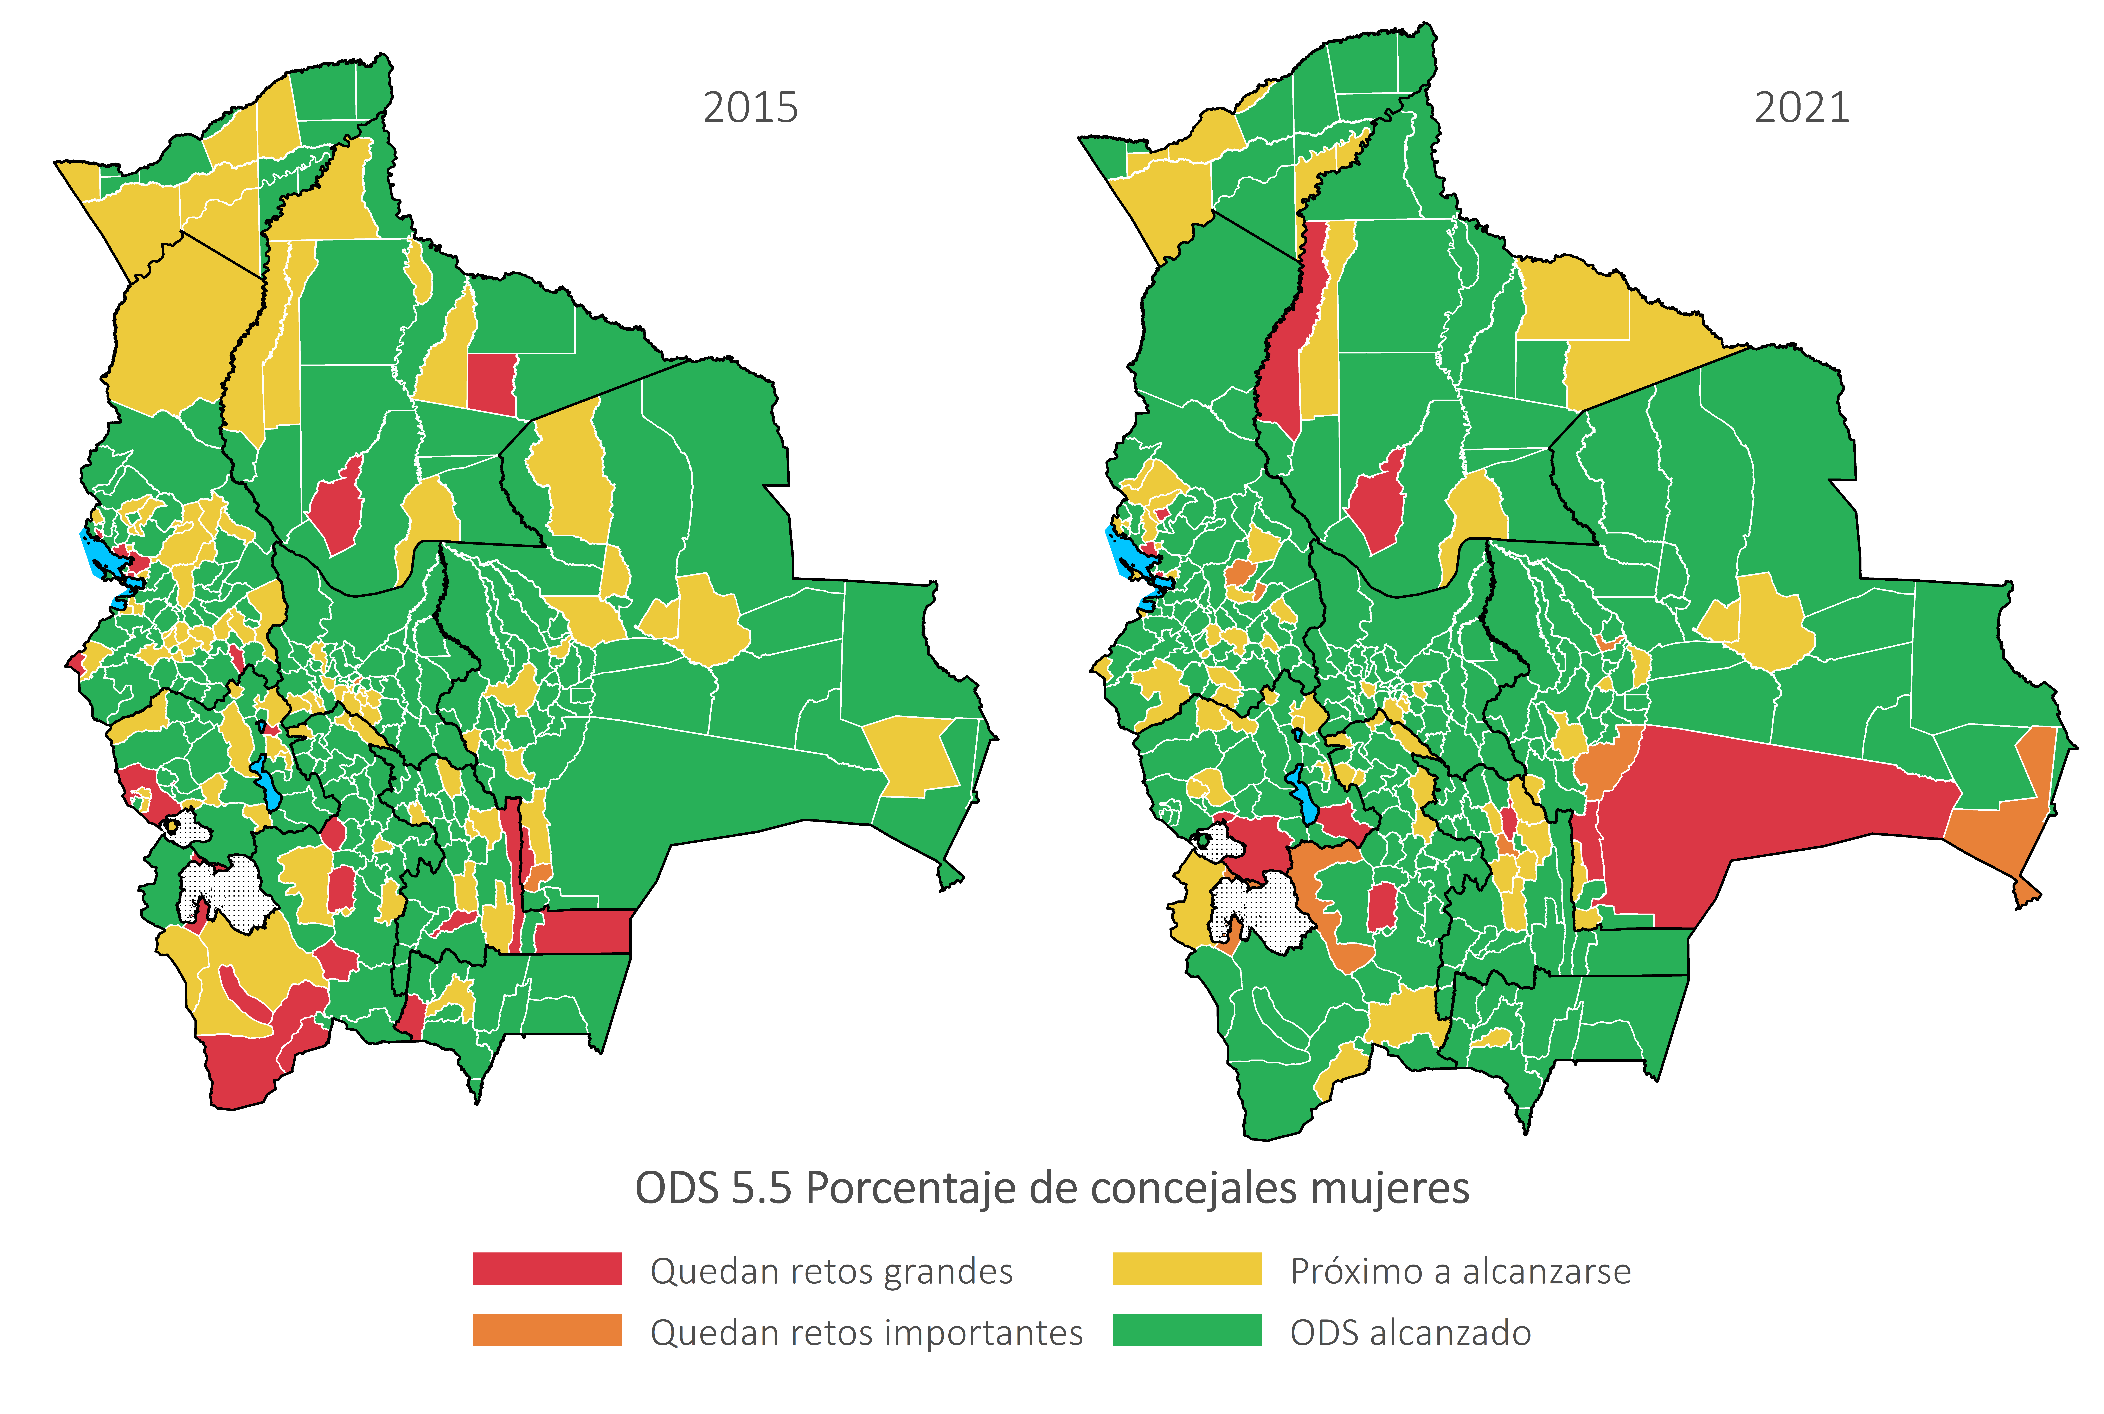 2015
2021
ODS 5.5 Porcentaje de concejales mujeres
Quedan retos grandes
Próximo a alcanzarse
Quedan retos importantes
ODS alcanzado